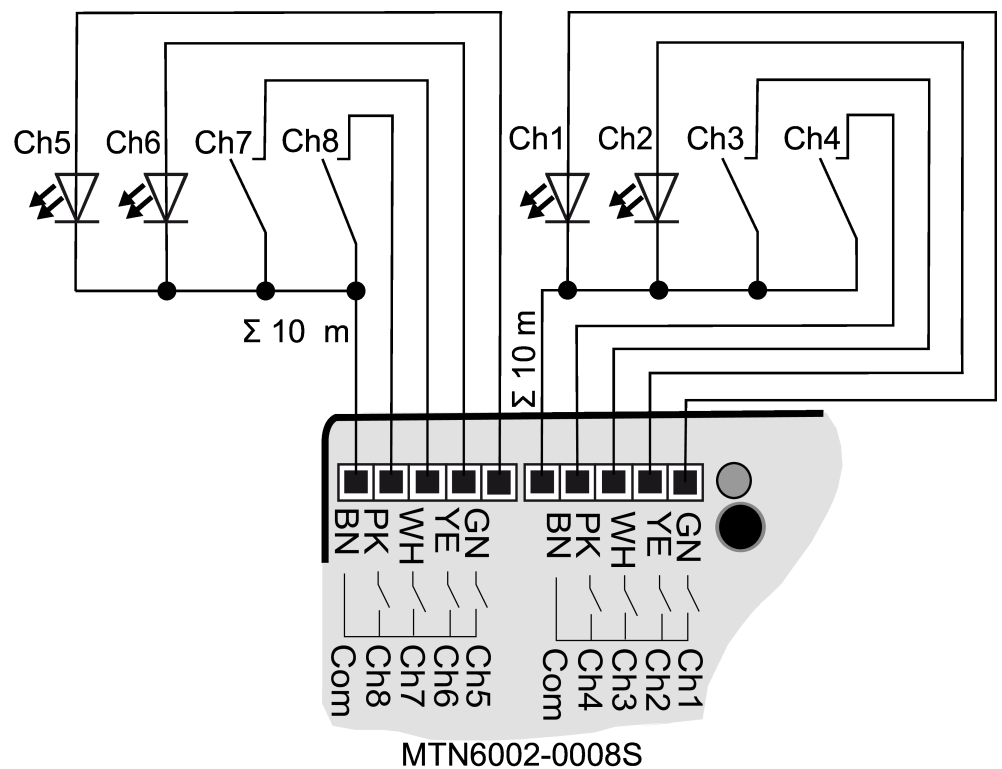 Ch5 Ch6 Ch7 Ch8 Ch1 Ch2 Ch3 Ch4
Σ 10 m
Σ 10 m
BN PK WH YE GN BN PK WH YE GN
Com Ch8 Ch7 Ch6 Ch5 Com Ch4 Ch3 Ch2 Ch1
MTN6002-0008S